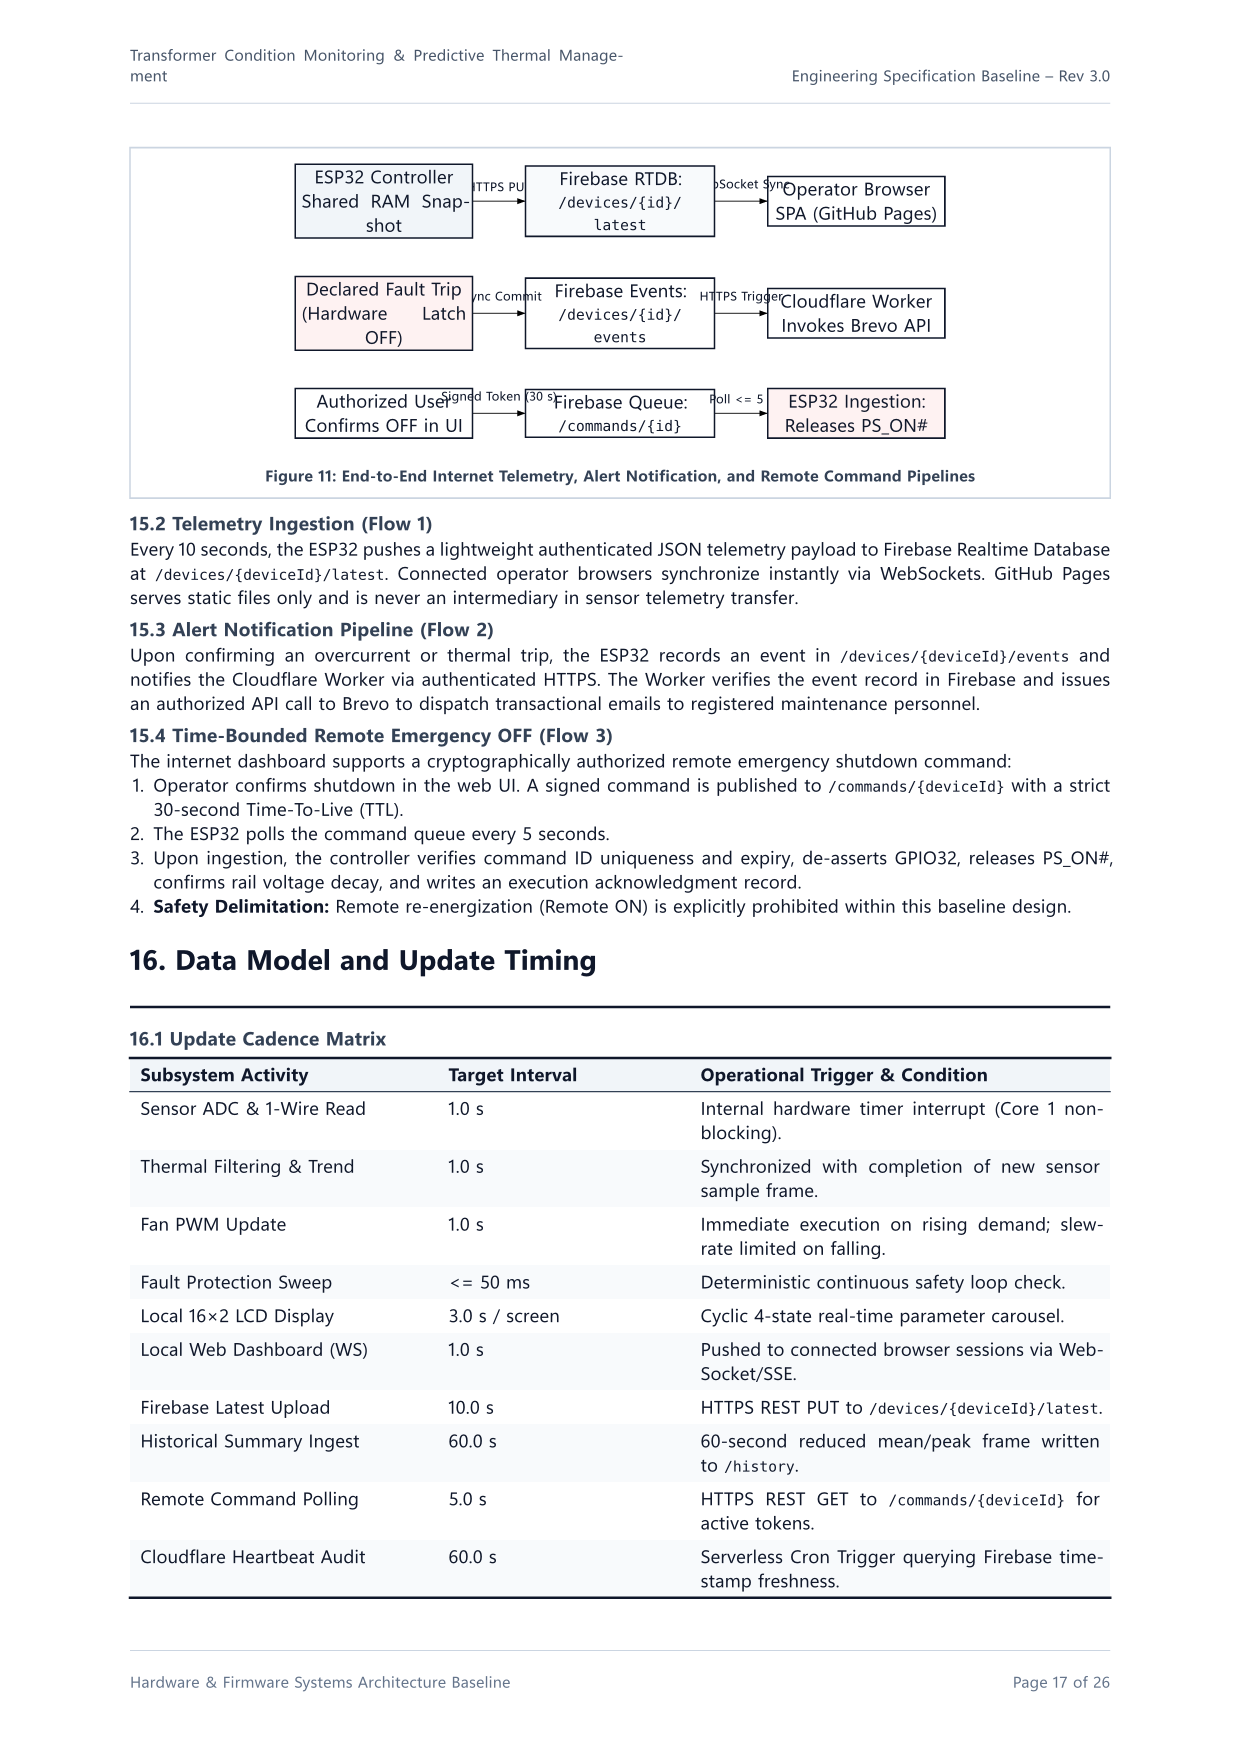 Transformer Condition Monitoring & Predictive Thermal Manage-
ment
Engineering Specification Baseline – Rev 3.0
ESP32 Controller
Shared RAM Snap-
shot
HTTPS PU
Firebase RTDB:
/devices/{id}/
latest
bSocket Sync
Operator Browser
SPA (GitHub Pages)
Declared Fault Trip
(Hardware Latch
OFF)
ync Commit
Firebase Events:
/devices/{id}/
events
HTTPS Trigger
Cloudflare Worker
Invokes Brevo API
Authorized User
Confirms OFF in UI
Signed Token (30 s)
Firebase Queue:
/commands/{id}
Poll <= 5
ESP32 Ingestion:
Releases PS_ON#
Figure 11: End-to-End Internet Telemetry, Alert Notification, and Remote Command Pipelines
15.2 Telemetry Ingestion (Flow 1)
Every 10 seconds, the ESP32 pushes a lightweight authenticated JSON telemetry payload to Firebase Realtime Database
at /devices/{deviceId}/latest. Connected operator browsers synchronize instantly via WebSockets. GitHub Pages
serves static files only and is never an intermediary in sensor telemetry transfer.
15.3 Alert Notification Pipeline (Flow 2)
Upon confirming an overcurrent or thermal trip, the ESP32 records an event in /devices/{deviceId}/events and
notifies the Cloudflare Worker via authenticated HTTPS. The Worker verifies the event record in Firebase and issues
an authorized API call to Brevo to dispatch transactional emails to registered maintenance personnel.
15.4 Time-Bounded Remote Emergency OFF (Flow 3)
The internet dashboard supports a cryptographically authorized remote emergency shutdown command:
1. Operator confirms shutdown in the web UI. A signed command is published to /commands/{deviceId} with a strict
30-second Time-To-Live (TTL).
2. The ESP32 polls the command queue every 5 seconds.
3. Upon ingestion, the controller verifies command ID uniqueness and expiry, de-asserts GPIO32, releases PS_ON#,
confirms rail voltage decay, and writes an execution acknowledgment record.
4. Safety Delimitation: Remote re-energization (Remote ON) is explicitly prohibited within this baseline design.
16. Data Model and Update Timing
16.1 Update Cadence Matrix
Subsystem Activity Target Interval Operational Trigger & Condition
Sensor ADC & 1-Wire Read 1.0 s Internal hardware timer interrupt (Core 1 non-
blocking).
Thermal Filtering & Trend 1.0 s Synchronized with completion of new sensor
sample frame.
Fan PWM Update 1.0 s Immediate execution on rising demand; slew-
rate limited on falling.
Fault Protection Sweep <= 50 ms Deterministic continuous safety loop check.
Local 16×2 LCD Display 3.0 s / screen Cyclic 4-state real-time parameter carousel.
Local Web Dashboard (WS) 1.0 s Pushed to connected browser sessions via Web-
Socket/SSE.
Firebase Latest Upload 10.0 s HTTPS REST PUT to /devices/{deviceId}/latest.
Historical Summary Ingest 60.0 s 60-second reduced mean/peak frame written
to /history.
Remote Command Polling 5.0 s HTTPS REST GET to /commands/{deviceId} for
active tokens.
Cloudflare Heartbeat Audit 60.0 s Serverless Cron Trigger querying Firebase time-
stamp freshness.
Hardware & Firmware Systems Architecture Baseline
Page 17 of 26